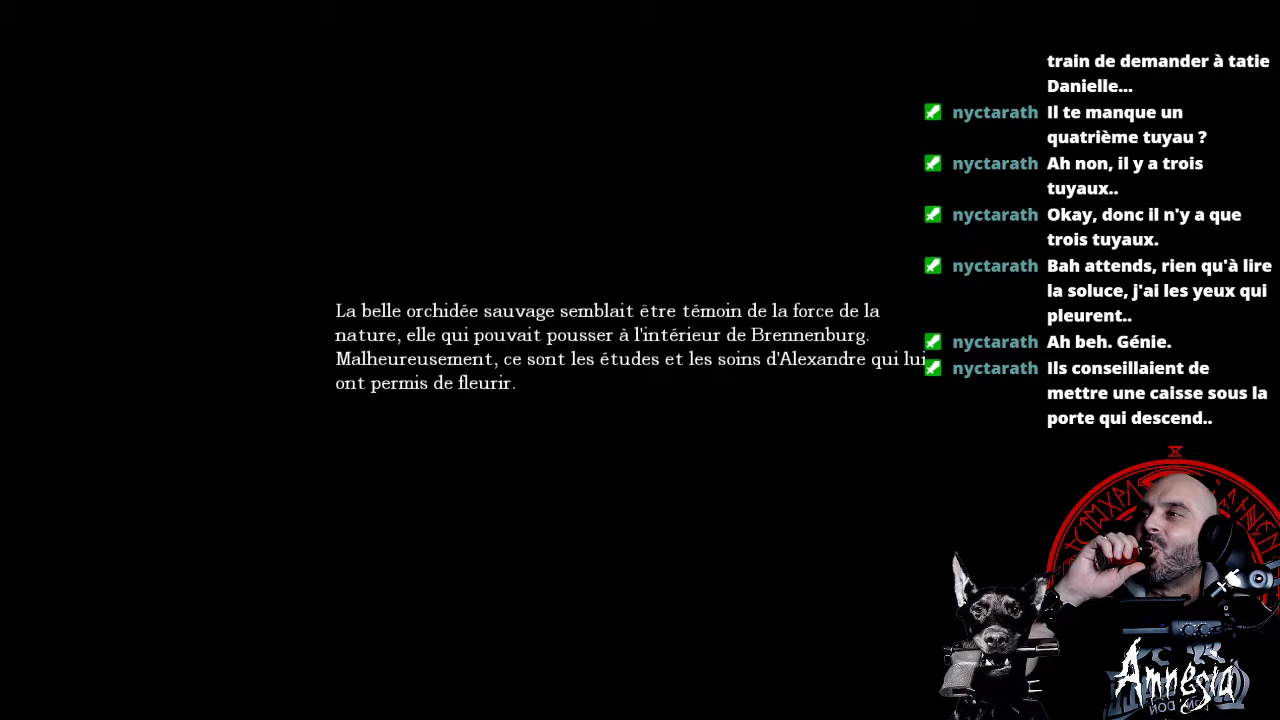 train de demander à tatie
Danielle...
nyctarath Il te manque un
quatrième tuyau ?
nyctarath Ah non, il y a trois
tuyaux..
nyctarath Okay, donc il n'y a que
trois tuyaux.
nyctarath Bah attends, rien qu'à lire
la soluce, j'ai les yeux qui
pleurent..
nyctarath Ah beh. Génie.
nyctarath Ils conseillaient de
mettre une caisse sous la
porte qui descend..
La belle orchidée sauvage semblait être témoin de la force de la
nature, elle qui pouvait pousser à l'intérieur de Brennenburg.
Malheureusement, ce sont les études et les soins d'Alexandre qui lui
ont permis de fleurir.
Amnesia